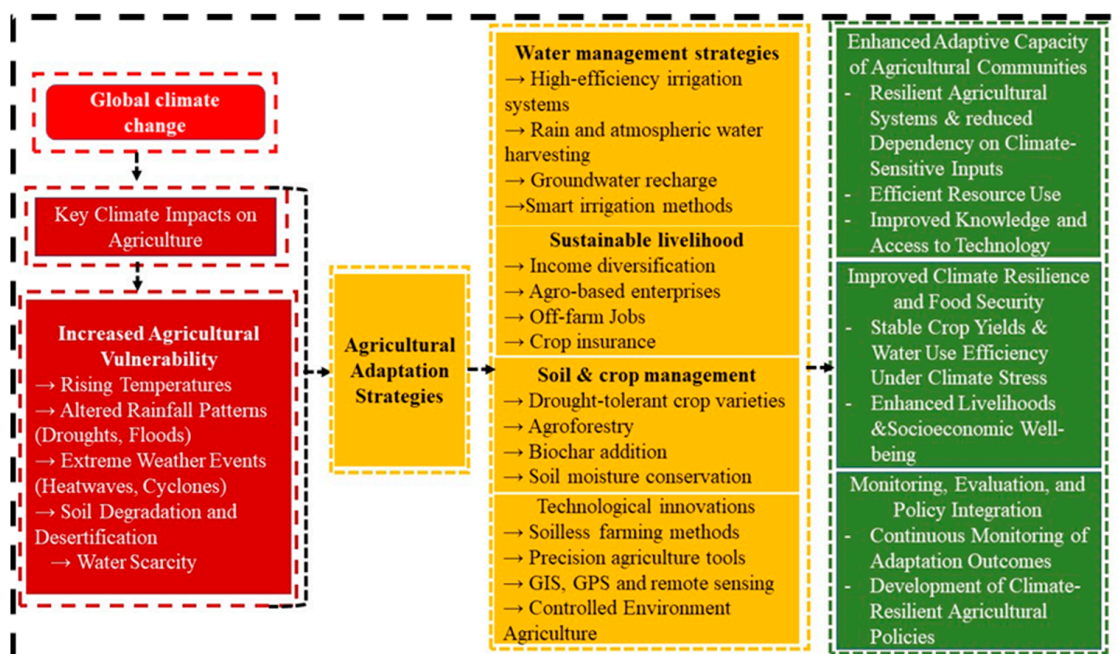 Global climate
change
Key Climate Impacts on
Agriculture
Increased Agricultural
Vulnerability
→ Rising Temperatures
→ Altered Rainfall Patterns
(Droughts, Floods)
→ Extreme Weather Events
(Heatwaves, Cyclones)
→ Soil Degradation and
Desertification
→ Water Scarcity
Agricultural
Adaptation
Strategies
Water management strategies
→ High-efficiency irrigation
systems
→ Rain and atmospheric water
harvesting
→ Groundwater recharge
→Smart irrigation methods
Sustainable livelihood
→ Income diversification
→ Agro-based enterprises
→ Off-farm Jobs
→ Crop insurance
Soil & crop management
→ Drought-tolerant crop varieties
→ Agroforestry
→ Biochar addition
→ Soil moisture conservation
Technological innovations
→ Soilless farming methods
→ Precision agriculture tools
→ GIS, GPS and remote sensing
→ Controlled Environment
Agriculture
Enhanced Adaptive Capacity
of Agricultural Communities
- Resilient Agricultural
Systems & reduced
Dependency on Climate-
Sensitive Inputs
- Efficient Resource Use
- Improved Knowledge and
Access to Technology
Improved Climate Resilience
and Food Security
- Stable Crop Yields &
Water Use Efficiency
Under Climate Stress
- Enhanced Livelihoods
&Socioeconomic Well-
being
Monitoring, Evaluation, and
Policy Integration
- Continuous Monitoring of
Adaptation Outcomes
- Development of Climate-
Resilient Agricultural
Policies